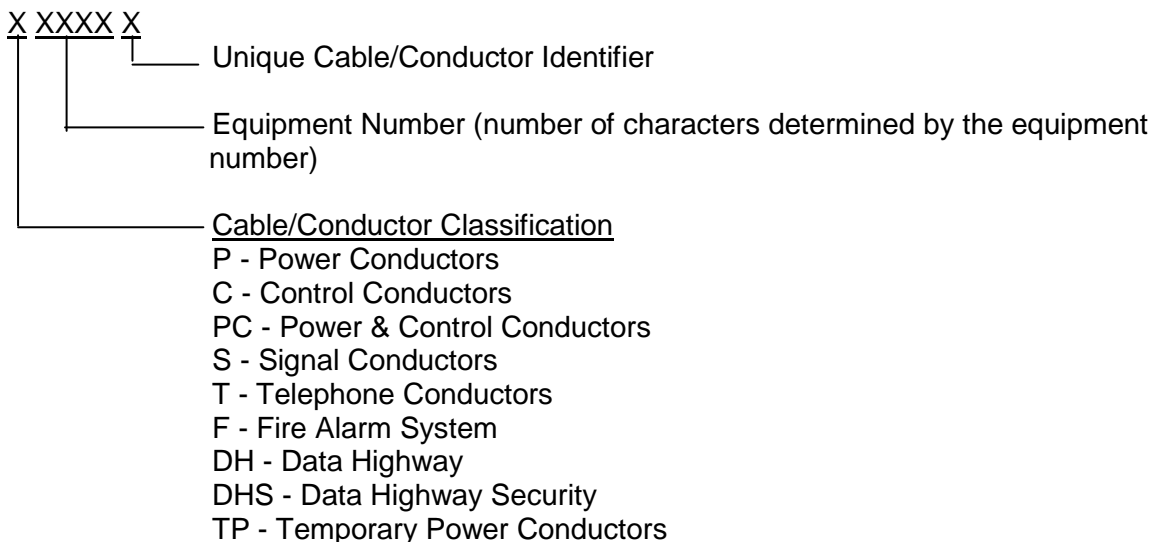 X XXXX X
Unique Cable/Conductor Identifier
Equipment Number (number of characters determined by the equipment
number)
Cable/Conductor Classification
P - Power Conductors
C - Control Conductors
PC - Power & Control Conductors
S - Signal Conductors
T - Telephone Conductors
F - Fire Alarm System
DH - Data Highway
DHS - Data Highway Security
TP - Temporary Power Conductors